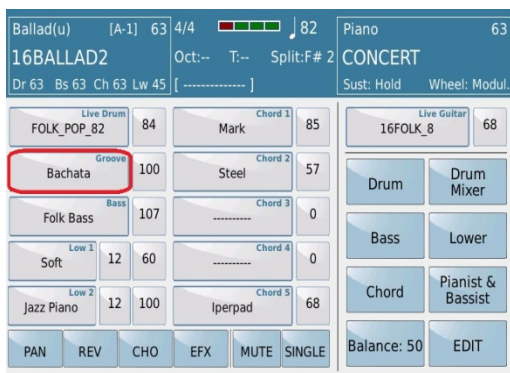 Ballad(u) [A-1] 63 4/4 82 Piano 63
16BALLAD2 Oct:-- T:-- Split:F# 2 CONCERT
Dr 63 Bs 63 Ch 63 Lw 45 [ -------------- ] Sust: Hold Wheel: Modul.
Live Drum Chord 1 Live Guitar
FOLK_POP_82 84 Mark 85 16FOLK_8 68
Groove Chord 2
Bachata 100 Steel 57 Drum Drum Mixer
Bass Chord 3
Folk Bass 107 ---------- 0 Bass Lower
Low 1 Chord 4
Soft 12 60 ---------- 0
Low 2 Chord 5 Chord Pianist & Bassist
Jazz Piano 12 100 Iperpad 68
PAN REV CHO EFX MUTE SINGLE Balance: 50 EDIT